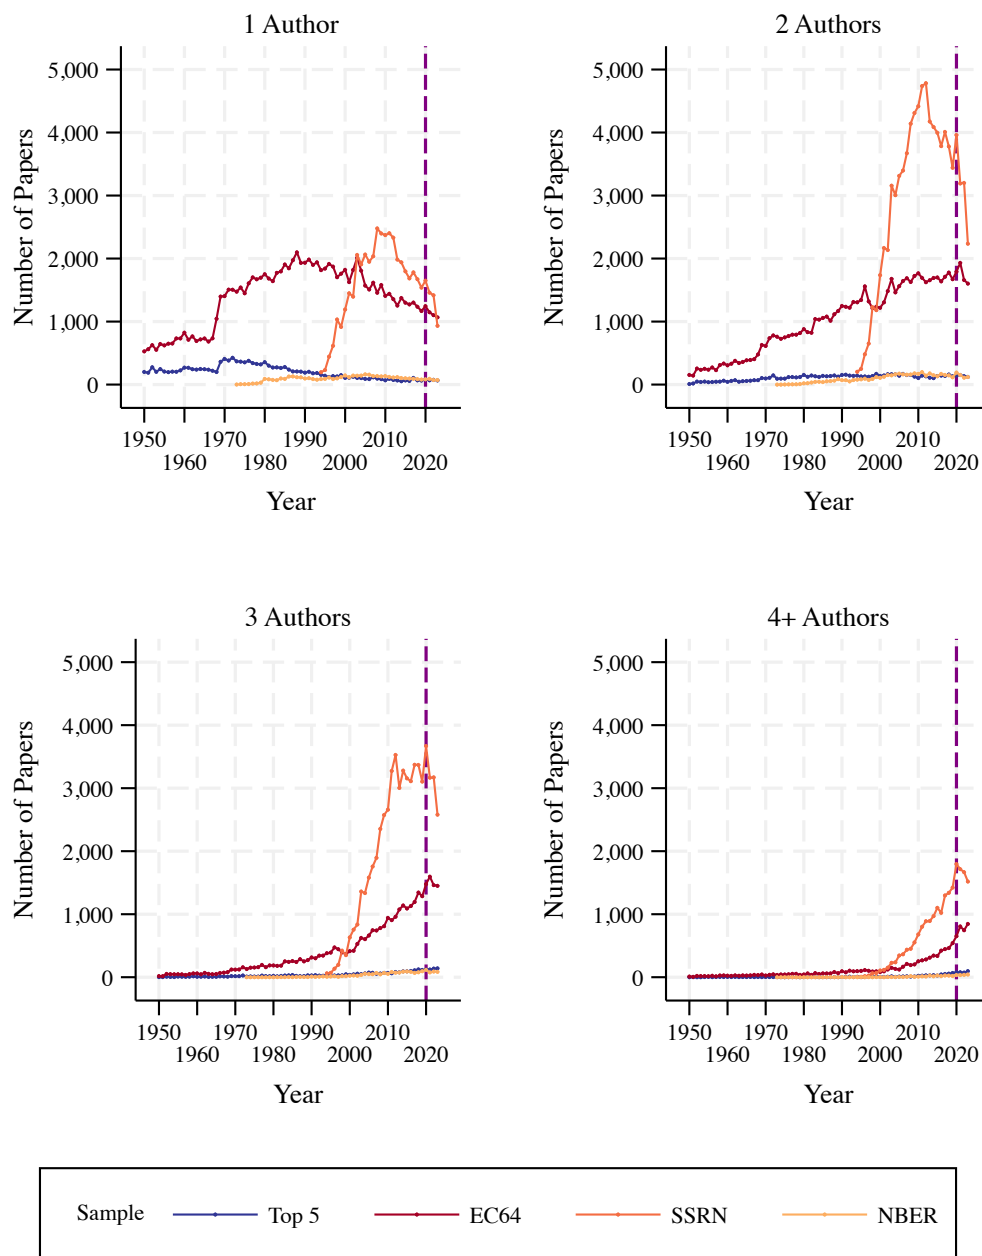 1 Author
Number of Papers
5,000
4,000
3,000
2,000
1,000
0
1950 1970 1990 2010
1960 1980 2000 2020
Year
2 Authors
Number of Papers
5,000
4,000
3,000
2,000
1,000
0
1950 1970 1990 2010
1960 1980 2000 2020
Year
3 Authors
Number of Papers
5,000
4,000
3,000
2,000
1,000
0
1950 1970 1990 2010
1960 1980 2000 2020
Year
4+ Authors
Number of Papers
5,000
4,000
3,000
2,000
1,000
0
1950 1970 1990 2010
1960 1980 2000 2020
Year
Sample Top 5 EC64 SSRN NBER